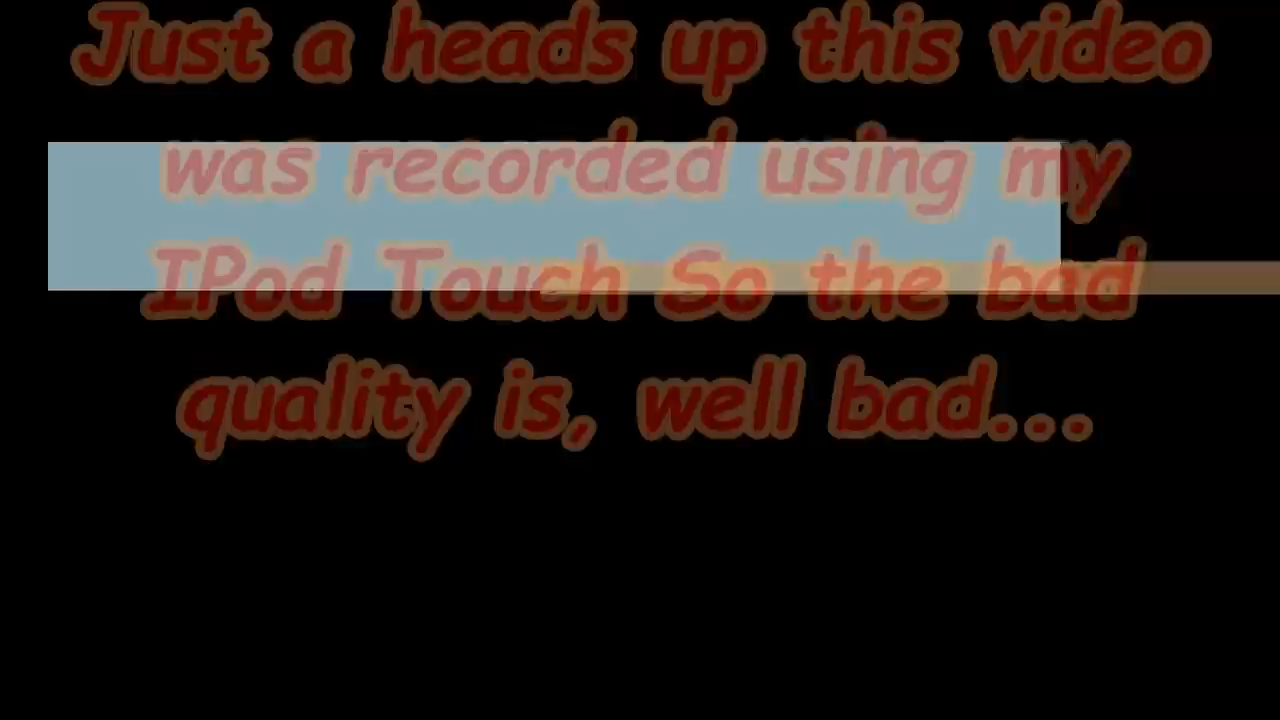 Just a heads up this video
was recorded using my
IPod Touch So the bad
quality is, well bad...